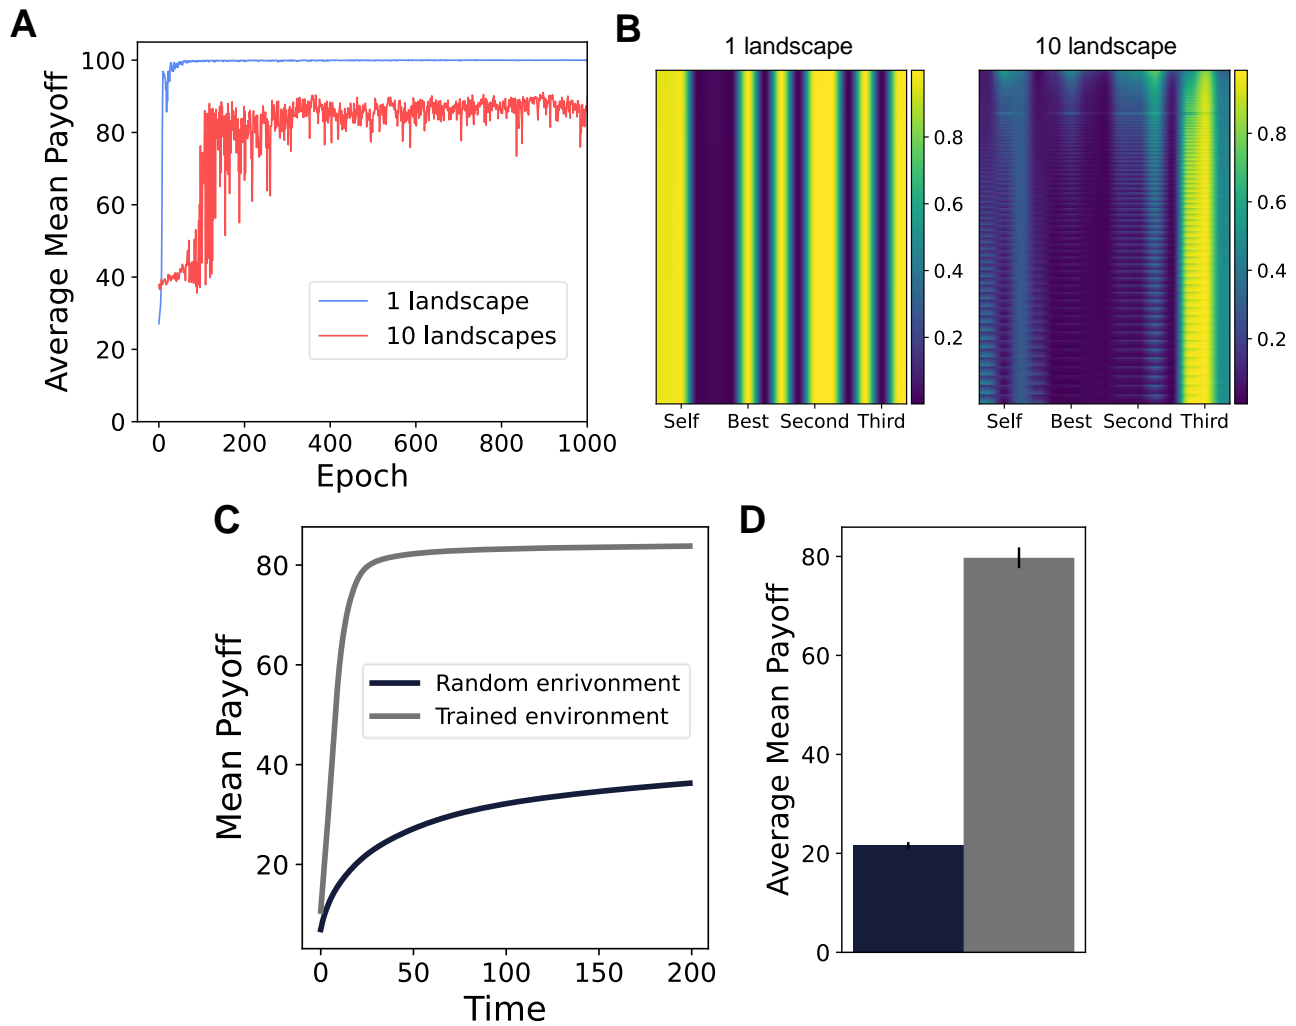 A
Average Mean Payoff
100
80
60
40
20
0
1 landscape
10 landscapes
0 200 400 600 800 1000
Epoch
B
1 landscape
0.8
0.6
0.4
0.2
Self Best Second Third
10 landscape
0.8
0.6
0.4
0.2
Self Best Second Third
C
Mean Payoff
80
60
40
20
Random enrivonment
Trained environment
0 50 100 150 200
Time
D
Average Mean Payoff
80
60
40
20
0